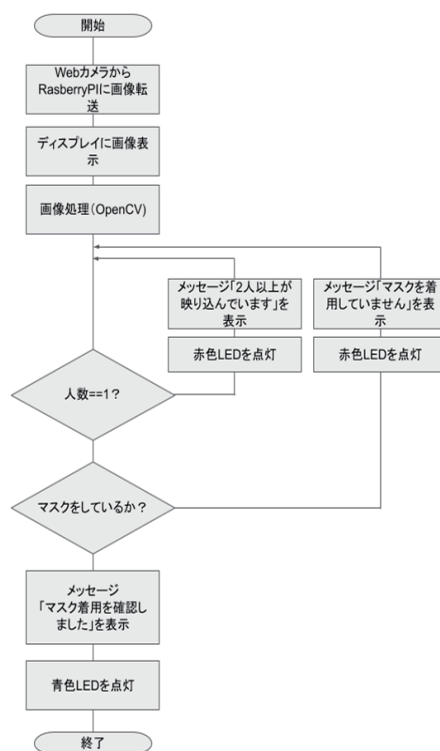 開始
Webカメラから
RasberryPIに画像転
送
ディスプレイに画像表
示
画像処理(OpenCV)
メッセージ「2人以上が
映り込んでいます」を
表示
メッセージ「マスクを着
用していません」を表
示
赤色LEDを点灯
赤色LEDを点灯
人数==1？
マスクをしているか？
メッセージ
「マスク着用を確認し
ました」を表示
青色LEDを点灯
終了